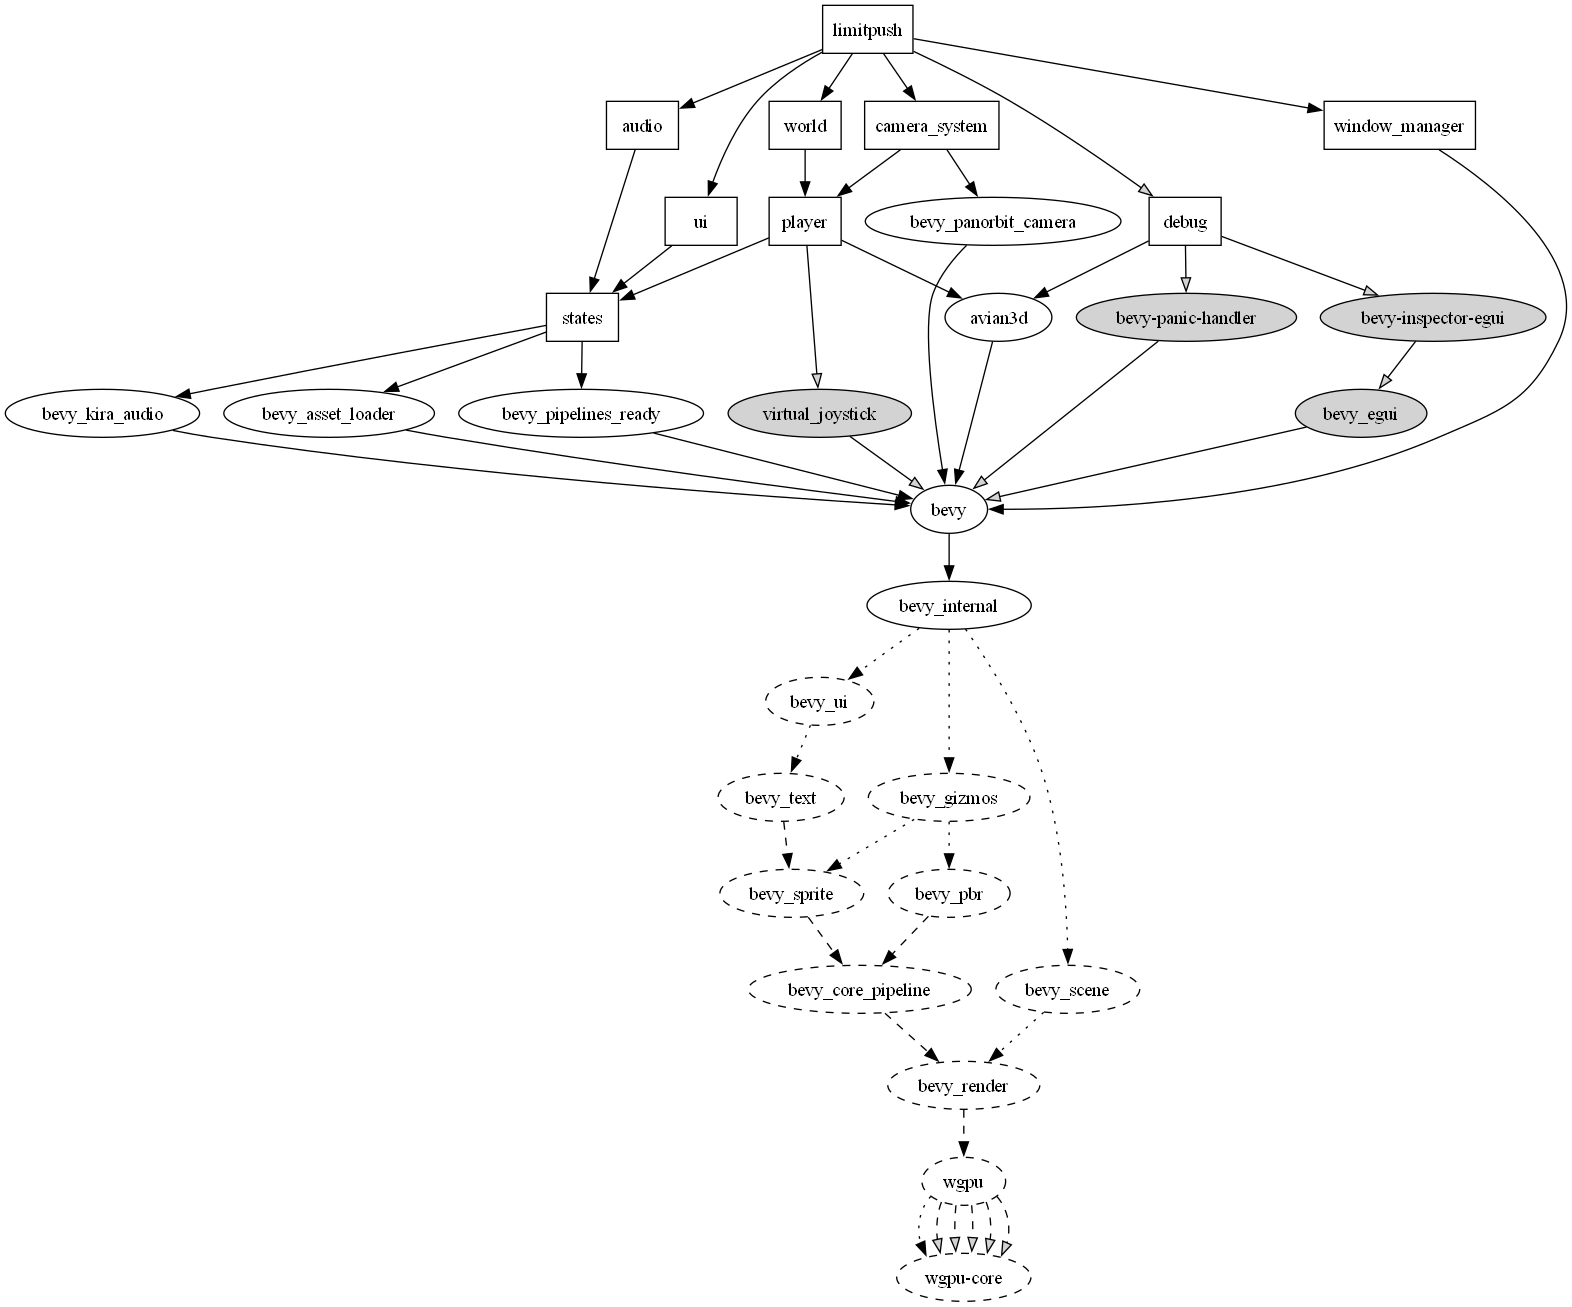 limitpush
audio
world
camera_system
window_manager
ui
player
bevy_panorbit_camera
debug
states
avian3d
bevy-panic-handler
bevy-inspector-egui
bevy_kira_audio
bevy_asset_loader
bevy_pipelines_ready
virtual_joystick
bevy_egui
bevy
bevy_internal
bevy_ui
bevy_text
bevy_gizmos
bevy_sprite
bevy_pbr
bevy_core_pipeline
bevy_scene
bevy_render
wgpu
wgpu-core